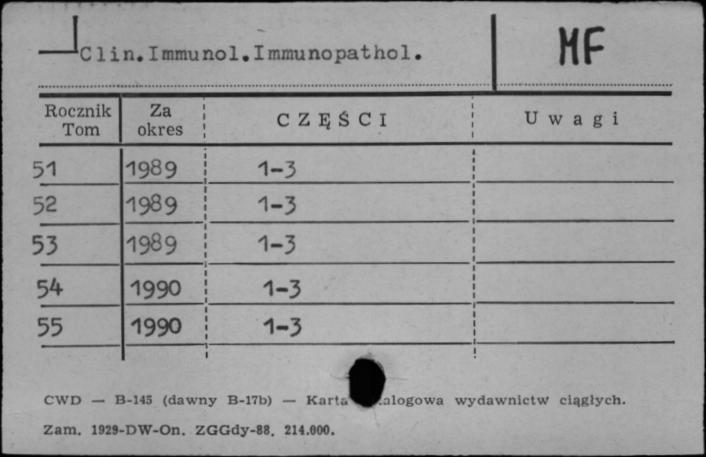 Clin.Immunol.Immunopathol. MF
Rocznik Tom Za okres CZĘŚCI Uwagi
51 1989 1-3
52 1989 1-3
53 1989 1-3
54 1990 1-3
55 1990 1-3
CWD — B-145 (dawny B-17b) — Karta alogowa wydawnictw ciągłych.
Zam. 1929-DW-On. ZGGdy-88. 214.000.